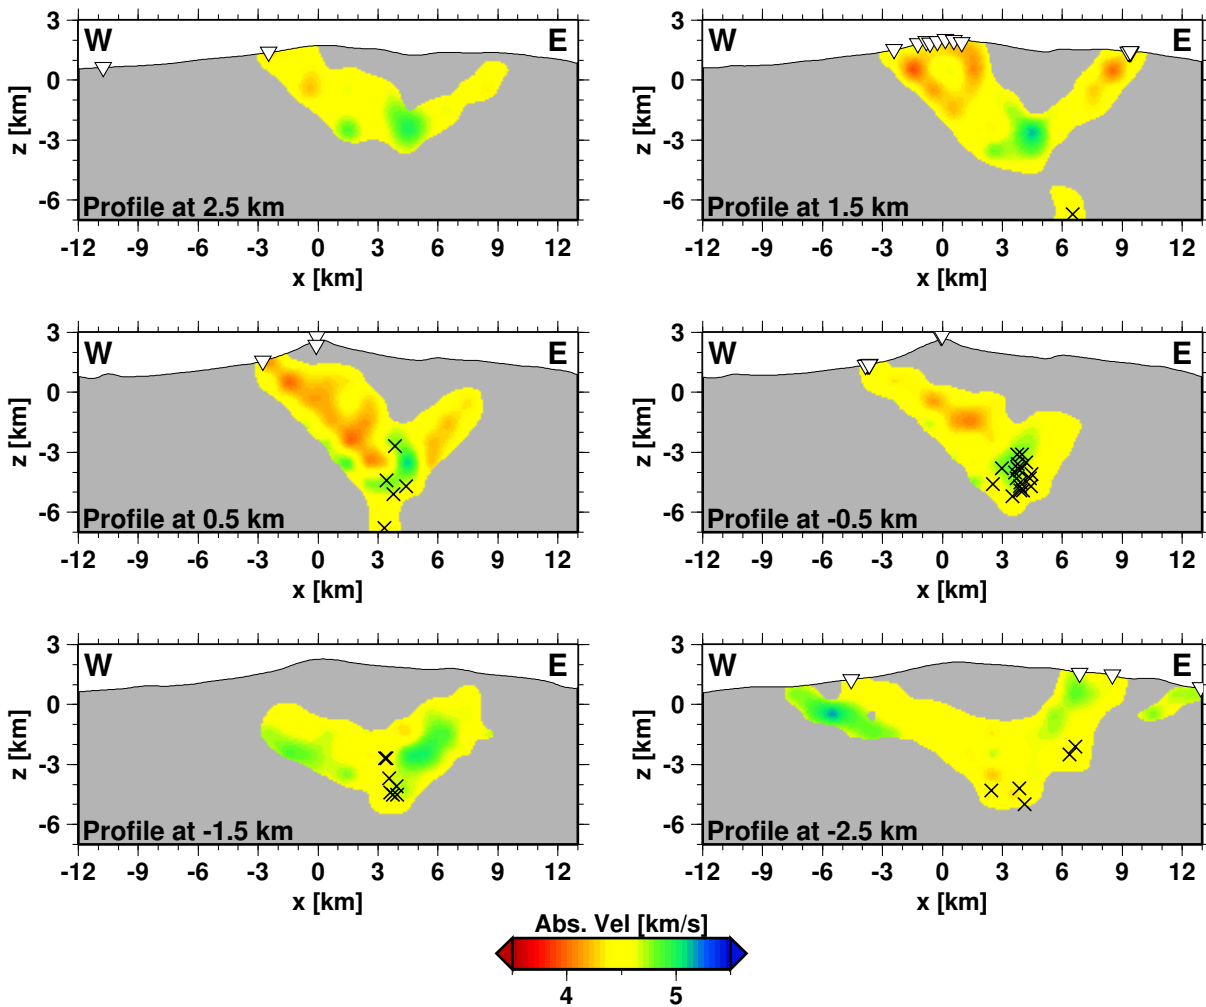 W E
z [km]
3
0
-3
-6
Profile at 2.5 km
-12 -9 -6 -3 0 3 6 9 12
x [km]
W E
z [km]
3
0
-3
-6
Profile at 1.5 km
-12 -9 -6 -3 0 3 6 9 12
x [km]
W E
z [km]
3
0
-3
-6
Profile at 0.5 km
-12 -9 -6 -3 0 3 6 9 12
x [km]
W E
z [km]
3
0
-3
-6
Profile at -0.5 km
-12 -9 -6 -3 0 3 6 9 12
x [km]
W E
z [km]
3
0
-3
-6
Profile at -1.5 km
-12 -9 -6 -3 0 3 6 9 12
x [km]
W E
z [km]
3
0
-3
-6
Profile at -2.5 km
-12 -9 -6 -3 0 3 6 9 12
x [km]
Abs. Vel [km/s]
4 5